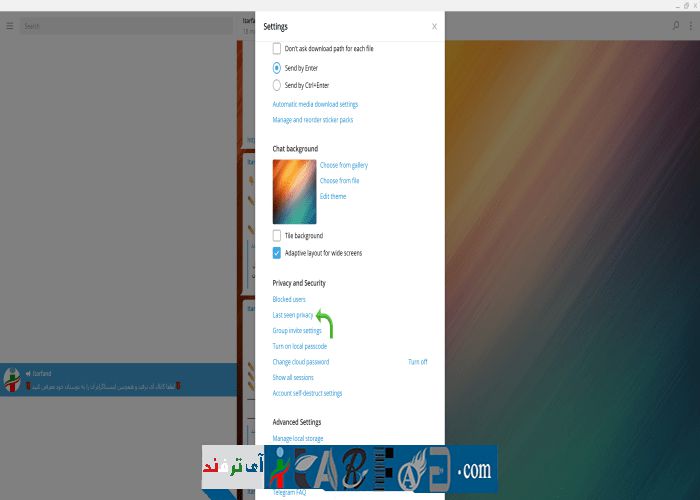 Search
Itarfand
18 m
Settings
X
Don't ask download path for each file
Send by Enter
Send by Ctrl+Enter
Automatic media download settings
Manage and reorder sticker packs
Chat background
Choose from gallery
Choose from file
Edit theme
Tile background
Adaptive layout for wide screens
Privacy and Security
Blocked users
Last seen privacy
Group invite settings
Turn on local passcode
Change cloud password Turn off
Show all sessions
Account self-destruct settings
Itarfand
Advanced Settings
Manage local storage
آی ترفند
ITARFAND.com
Telegram FAQ